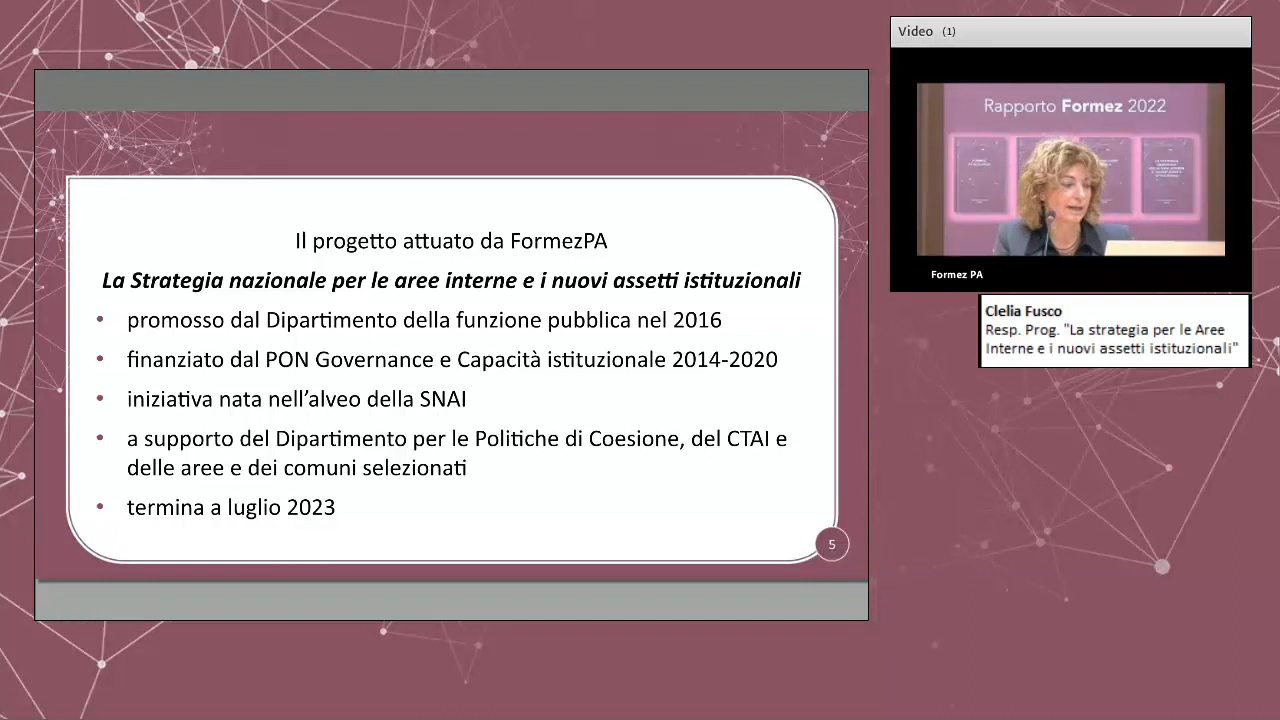 Video (1)
Rapporto Formez 2022
Formez PA
Clelia Fusco
Resp. Prog. "La strategia per le Aree
Interne e i nuovi assetti istituzionali"
Il progetto attuato da FormezPA
La Strategia nazionale per le aree interne e i nuovi assetti istituzionali
• promosso dal Dipartimento della funzione pubblica nel 2016
• finanziato dal PON Governance e Capacità istituzionale 2014-2020
• iniziativa nata nell’alveo della SNAI
• a supporto del Dipartimento per le Politiche di Coesione, del CTAI e
delle aree e dei comuni selezionati
• termina a luglio 2023
5